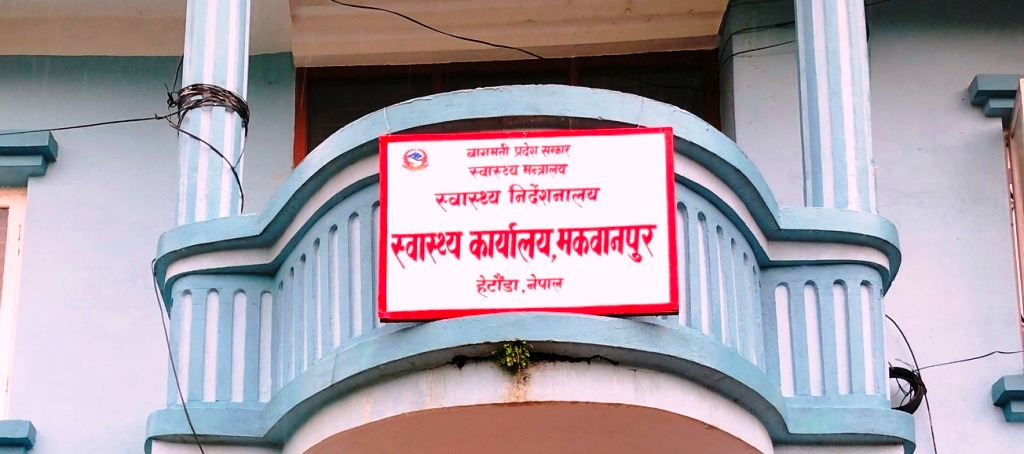 बागमती प्रदेश सरकार
स्वास्थ्य मन्त्रालय
स्वास्थ्य निर्देशनालय
स्वास्थ्य कार्यालय,मकवानपुर
हेटौंडा,नेपाल